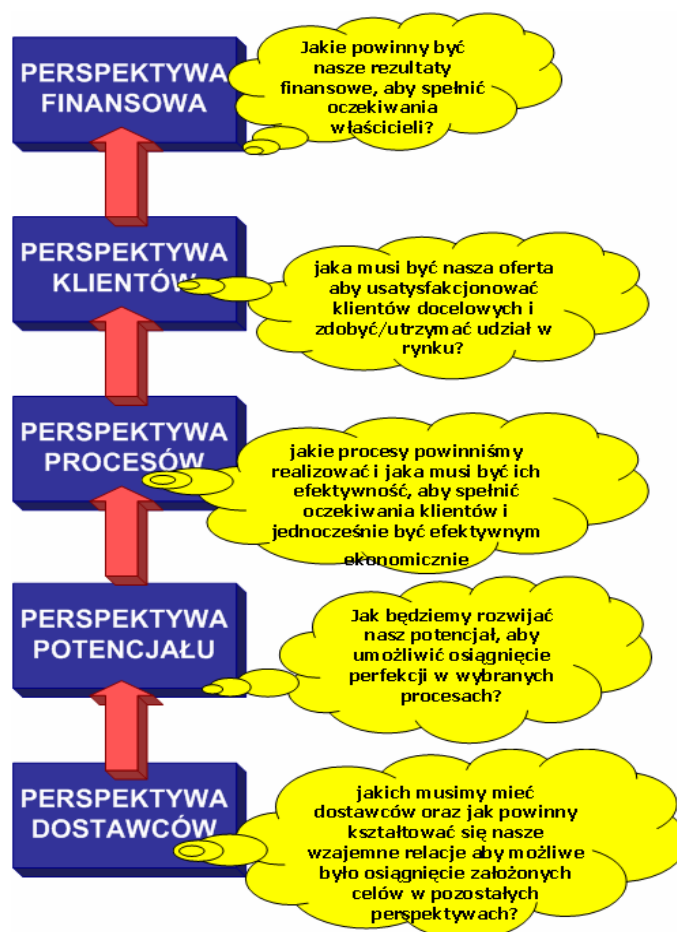 PERSPEKTYWA
FINANSOWA
Jakie powinny być
nasze rezultaty
finansowe, aby spełnić
oczekiwania
właścicieli?
PERSPEKTYWA
KLIENTÓW
jaka musi być nasza oferta
aby usatysfakcjonować
klientów docelowych i
zdobyć/utrzymać udział w
rynku?
PERSPEKTYWA
PROCESÓW
jakie procesy powinniśmy
realizować i jaka musi być ich
efektywność, aby spełnić
oczekiwania klientów i
jednocześnie być efektywnym
ekonomicznie
PERSPEKTYWA
POTENCJAŁU
Jak będziemy rozwijać
nasz potencjał, aby
umożliwić osiągnięcie
perfekcji w wybranych
procesach?
PERSPEKTYWA
DOSTAWCÓW
jakich musimy mieć
dostawców oraz jak powinny
kształtować się nasze
wzajemne relacje aby możliwe
było osiągnięcie założonych
celów w pozostałych
perspektywach?